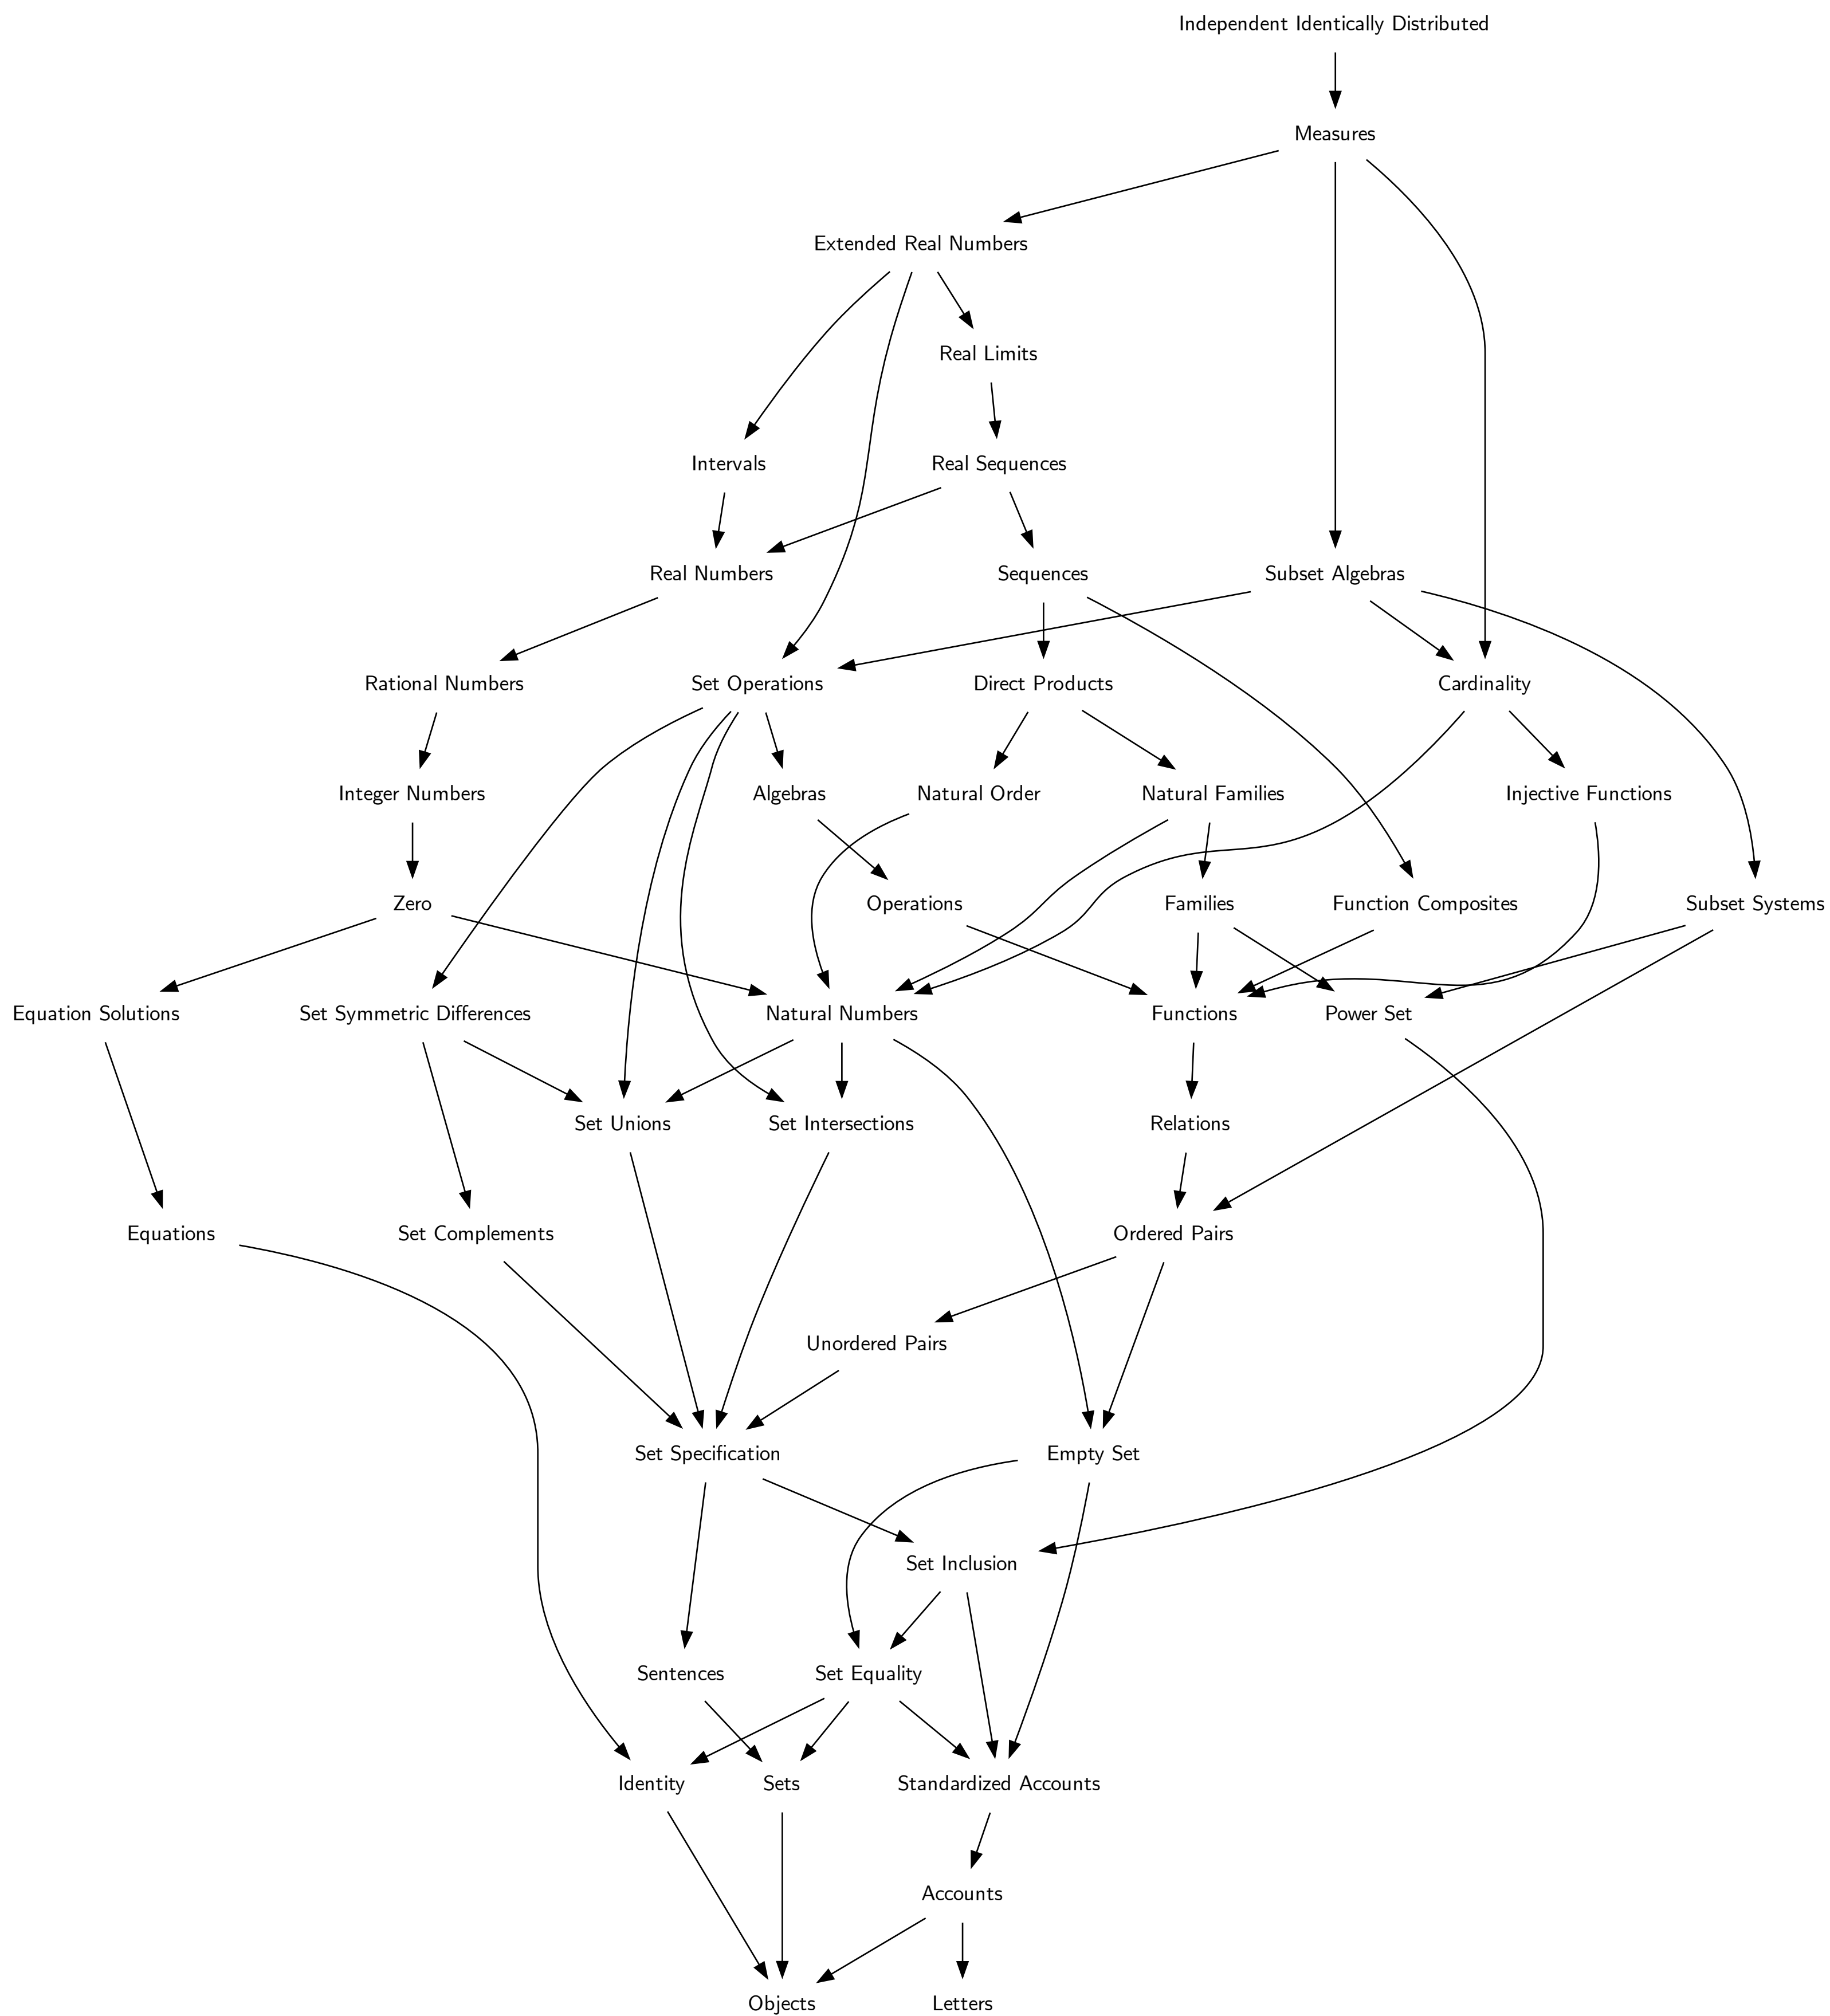 Independent Identically Distributed
Measures
Extended Real Numbers
Real Limits
Intervals
Real Sequences
Real Numbers
Sequences
Subset Algebras
Rational Numbers
Set Operations
Direct Products
Cardinality
Integer Numbers
Algebras
Natural Order
Natural Families
Injective Functions
Zero
Operations
Families
Function Composites
Subset Systems
Equation Solutions
Set Symmetric Differences
Natural Numbers
Functions
Power Set
Set Unions
Set Intersections
Relations
Equations
Set Complements
Ordered Pairs
Unordered Pairs
Set Specification
Empty Set
Set Inclusion
Sentences
Set Equality
Identity
Sets
Standardized Accounts
Accounts
Objects
Letters